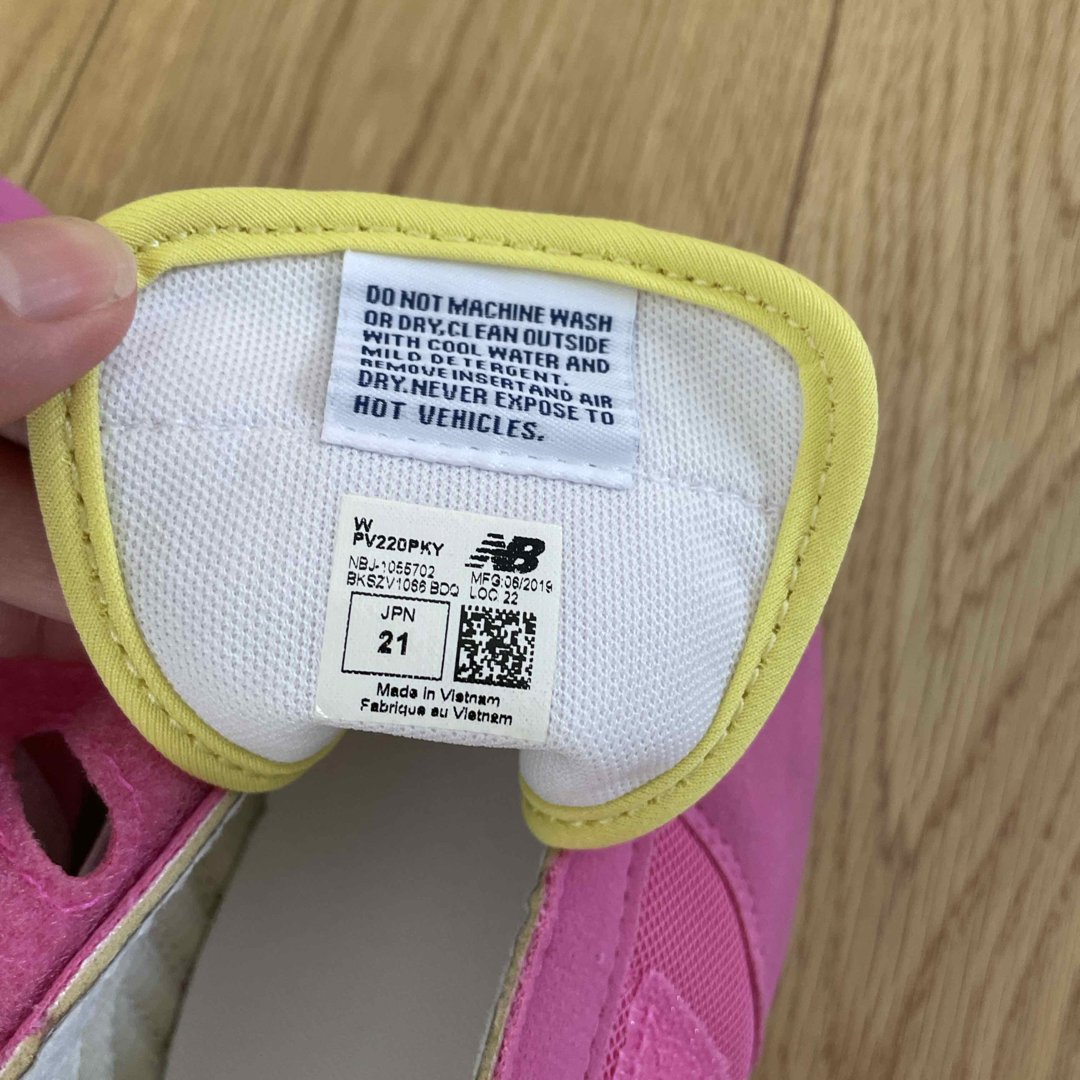 DO NOT MACHINE WASH
OR DRY.CLEAN OUTSIDE
WITH COOL WATER AND
MILD DETERGENT.
REMOVE INSERT AND AIR
DRY.NEVER EXPOSE TO
HOT VEHICLES.
W
PV220PKY
NB
NBJ-1055702
BKSZV1066 BDQ
MFG:06/2019
LOC 22
JPN
21
Made in Vietnam
Fabrique au Vietnam